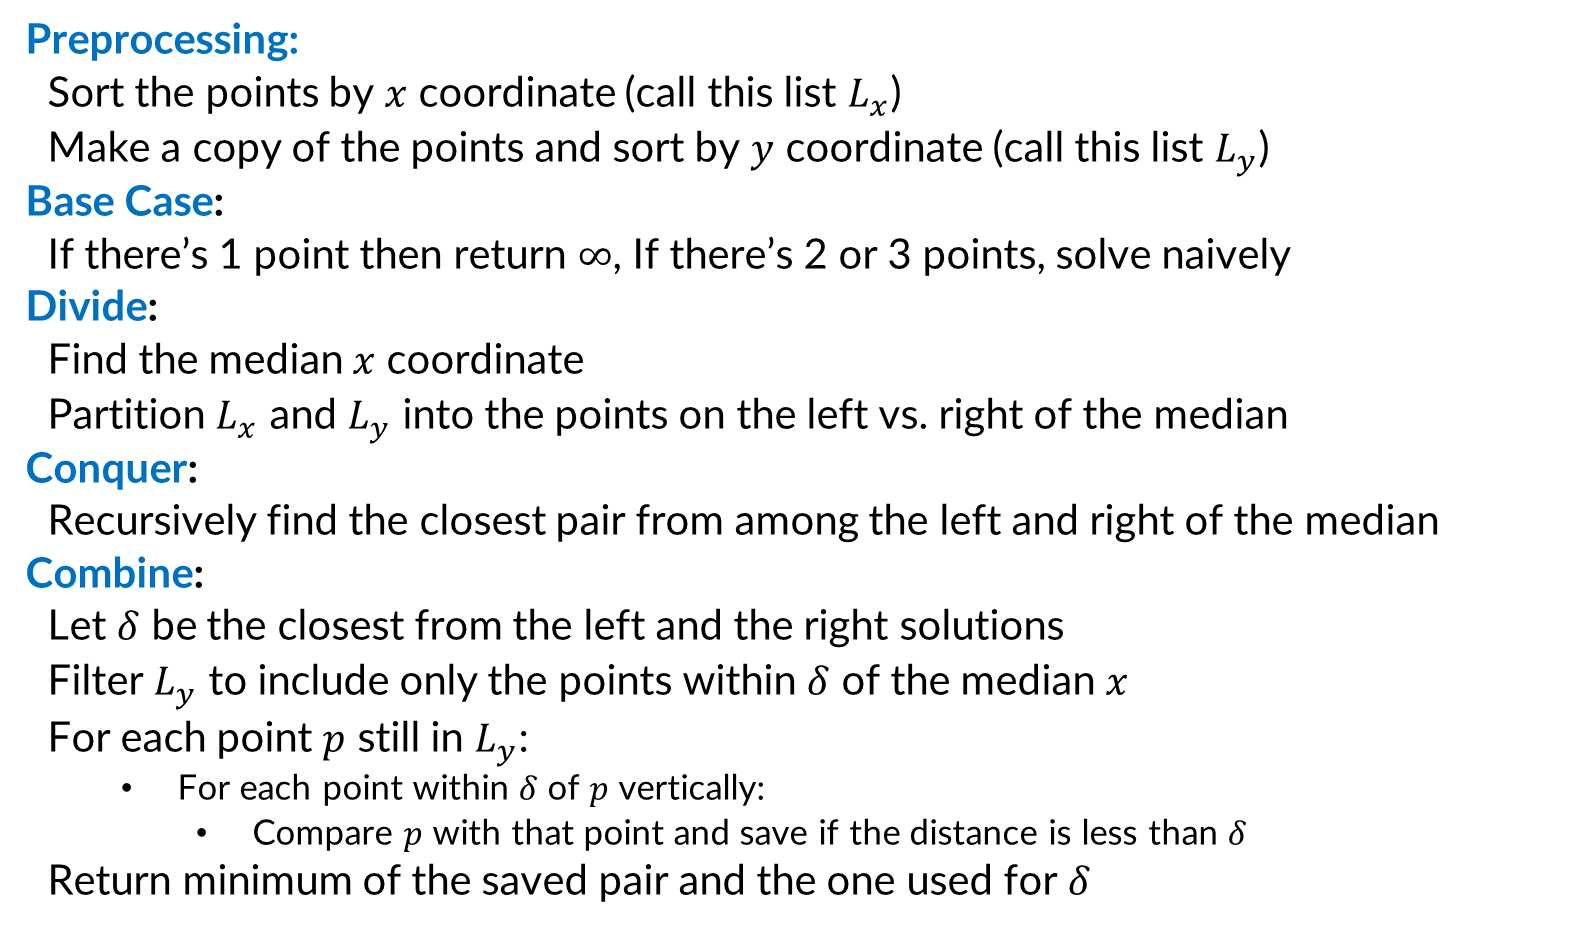 Preprocessing:
Sort the points by x coordinate (call this list Lₓ)
Make a copy of the points and sort by y coordinate (call this list L_y)
Base Case:
If there’s 1 point then return ∞, If there’s 2 or 3 points, solve naively
Divide:
Find the median x coordinate
Partition Lₓ and L_y into the points on the left vs. right of the median
Conquer:
Recursively find the closest pair from among the left and right of the median
Combine:
Let δ be the closest from the left and the right solutions
Filter L_y to include only the points within δ of the median x
For each point p still in L_y:
• For each point within δ of p vertically:
• Compare p with that point and save if the distance is less than δ
Return minimum of the saved pair and the one used for δ